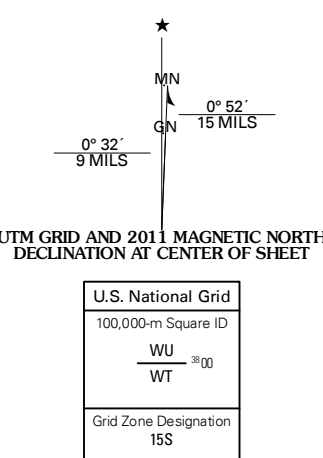 ★
MN
0° 52´
15 MILS
GN
0° 32´
9 MILS
UTM GRID AND 2011 MAGNETIC NORTH
DECLINATION AT CENTER OF SHEET
U.S. National Grid
100,000-m Square ID
WU
3800
WT
Grid Zone Designation
15S